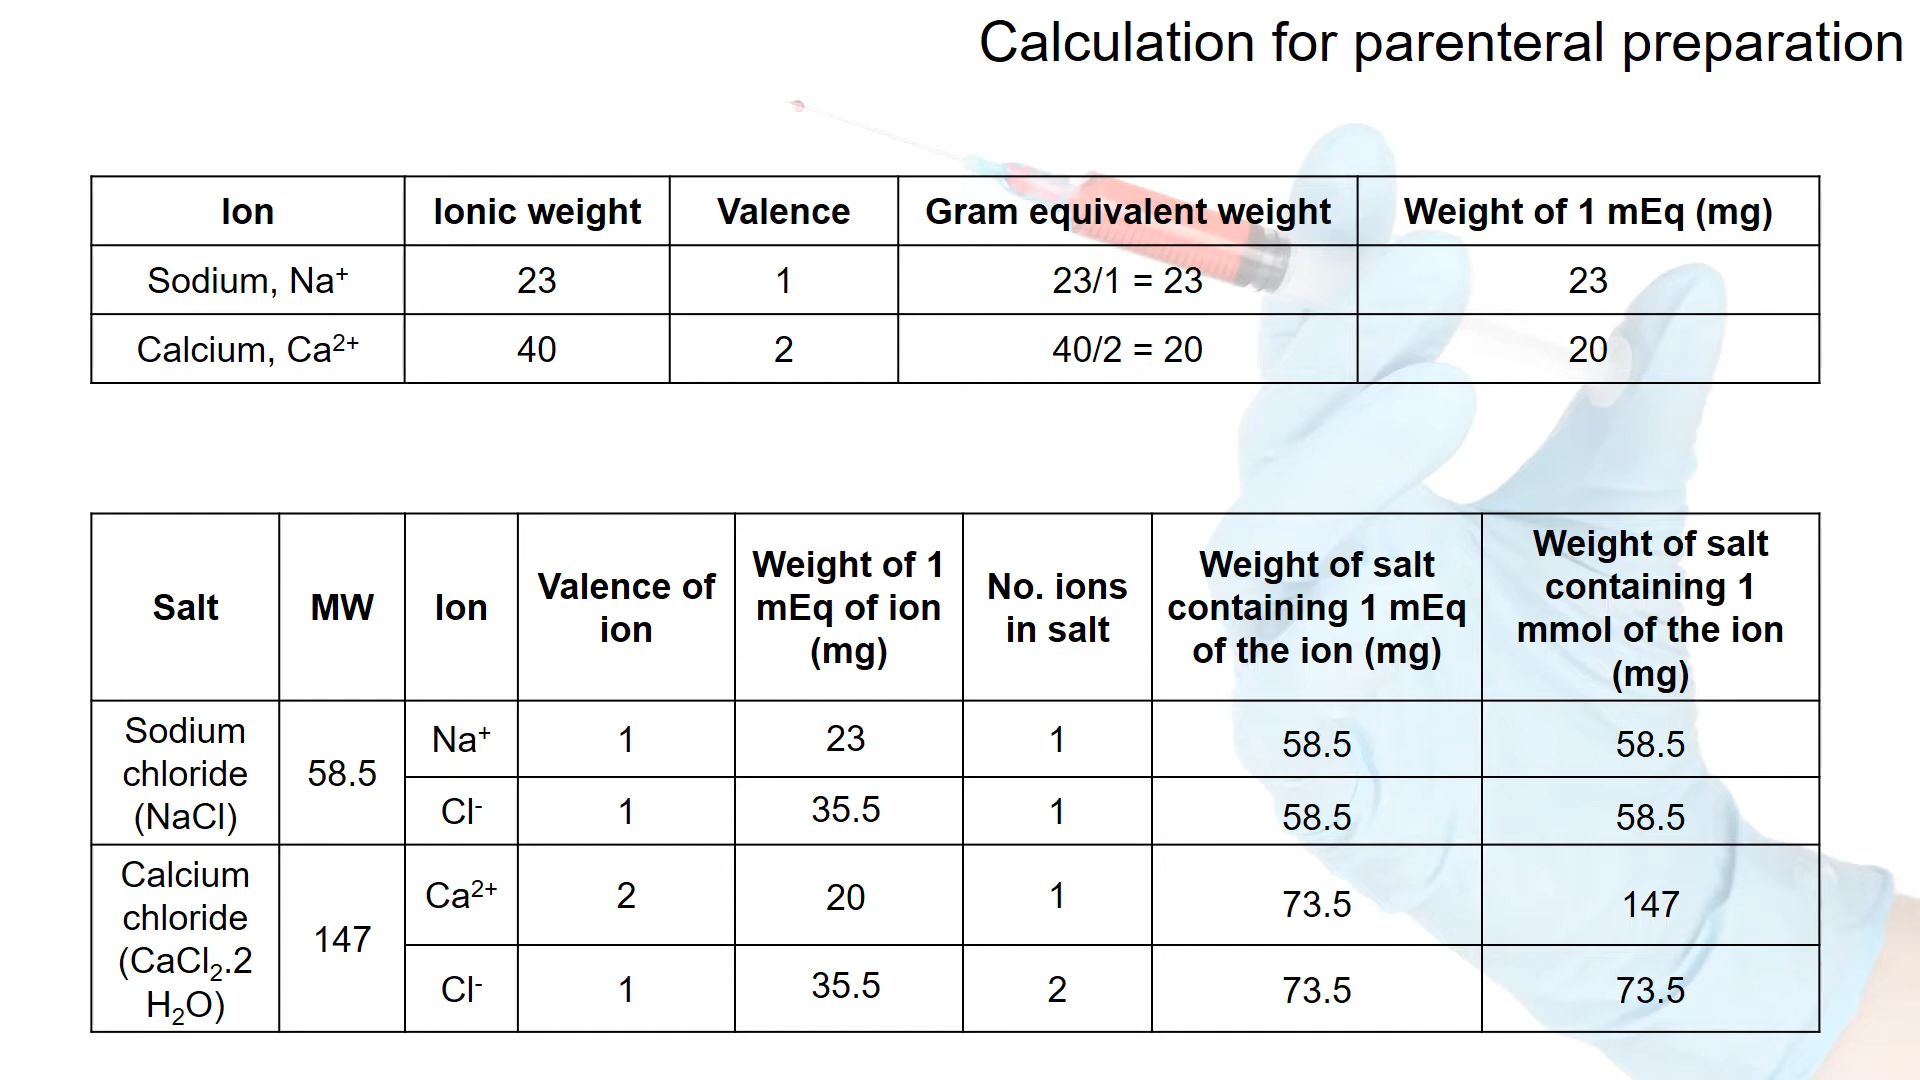 Calculation for parenteral preparation
Ion Ionic weight Valence Gram equivalent weight Weight of 1 mEq (mg)
Sodium, Na⁺ 23 1 23/1 = 23 23
Calcium, Ca²⁺ 40 2 40/2 = 20 20
Salt
MW
Ion
Valence of
ion
Weight of 1
mEq of ion
(mg)
No. ions
in salt
Weight of salt
containing 1 mEq
of the ion (mg)
Weight of salt
containing 1
mmol of the ion
(mg)
Sodium
chloride
(NaCl)
58.5
Na⁺ 1 23 1 58.5 58.5
Cl⁻ 1 35.5 1 58.5 58.5
Calcium
chloride
(CaCl₂.2
H₂O)
147
Ca²⁺ 2 20 1 73.5 147
Cl⁻ 1 35.5 2 73.5 73.5